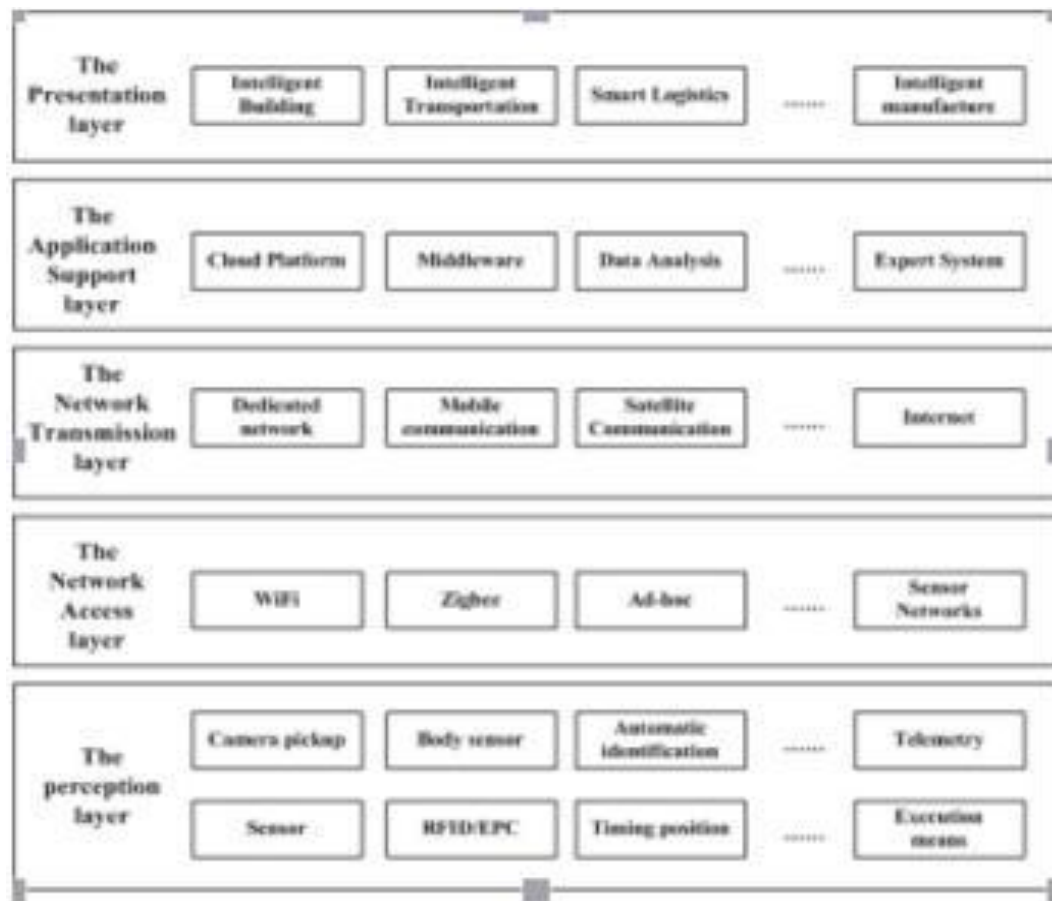 The
Presentation
layer
Intelligent
Building
Intelligent
Transportation
Smart Logistics
......
Intelligent
manufacture
The
Application
Support
layer
Cloud Platform
Middleware
Data Analysis
......
Expert System
The
Network
Transmission
layer
Dedicated
network
Mobile
communication
Satellite
Communication
......
Internet
The
Network
Access
layer
WiFi
Zigbee
Ad-hoc
......
Sensor
Networks
The
perception
layer
Camera pickup
Body sensor
Automatic
identification
......
Telemetry
Sensor
RFID/EPC
Timing position
......
Execution
means